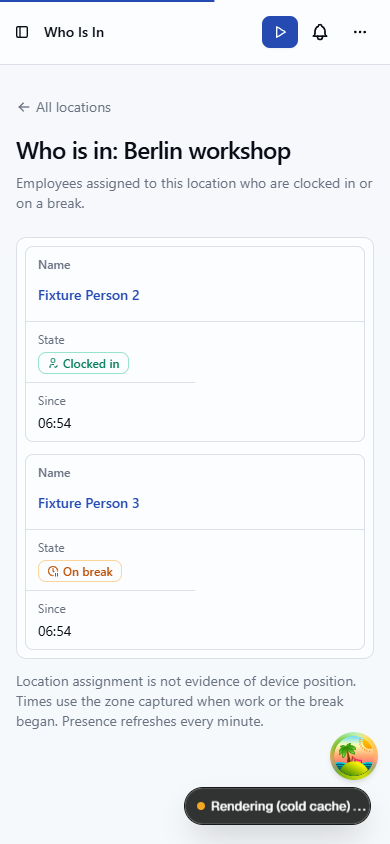 Who Is In
All locations
Who is in: Berlin workshop
Employees assigned to this location who are clocked in or
on a break.
Name
Fixture Person 2
State
Clocked in
Since
06:54
Name
Fixture Person 3
State
On break
Since
06:54
Location assignment is not evidence of device position.
Times use the zone captured when work or the break
began. Presence refreshes every minute.
Rendering (cold cache) ...